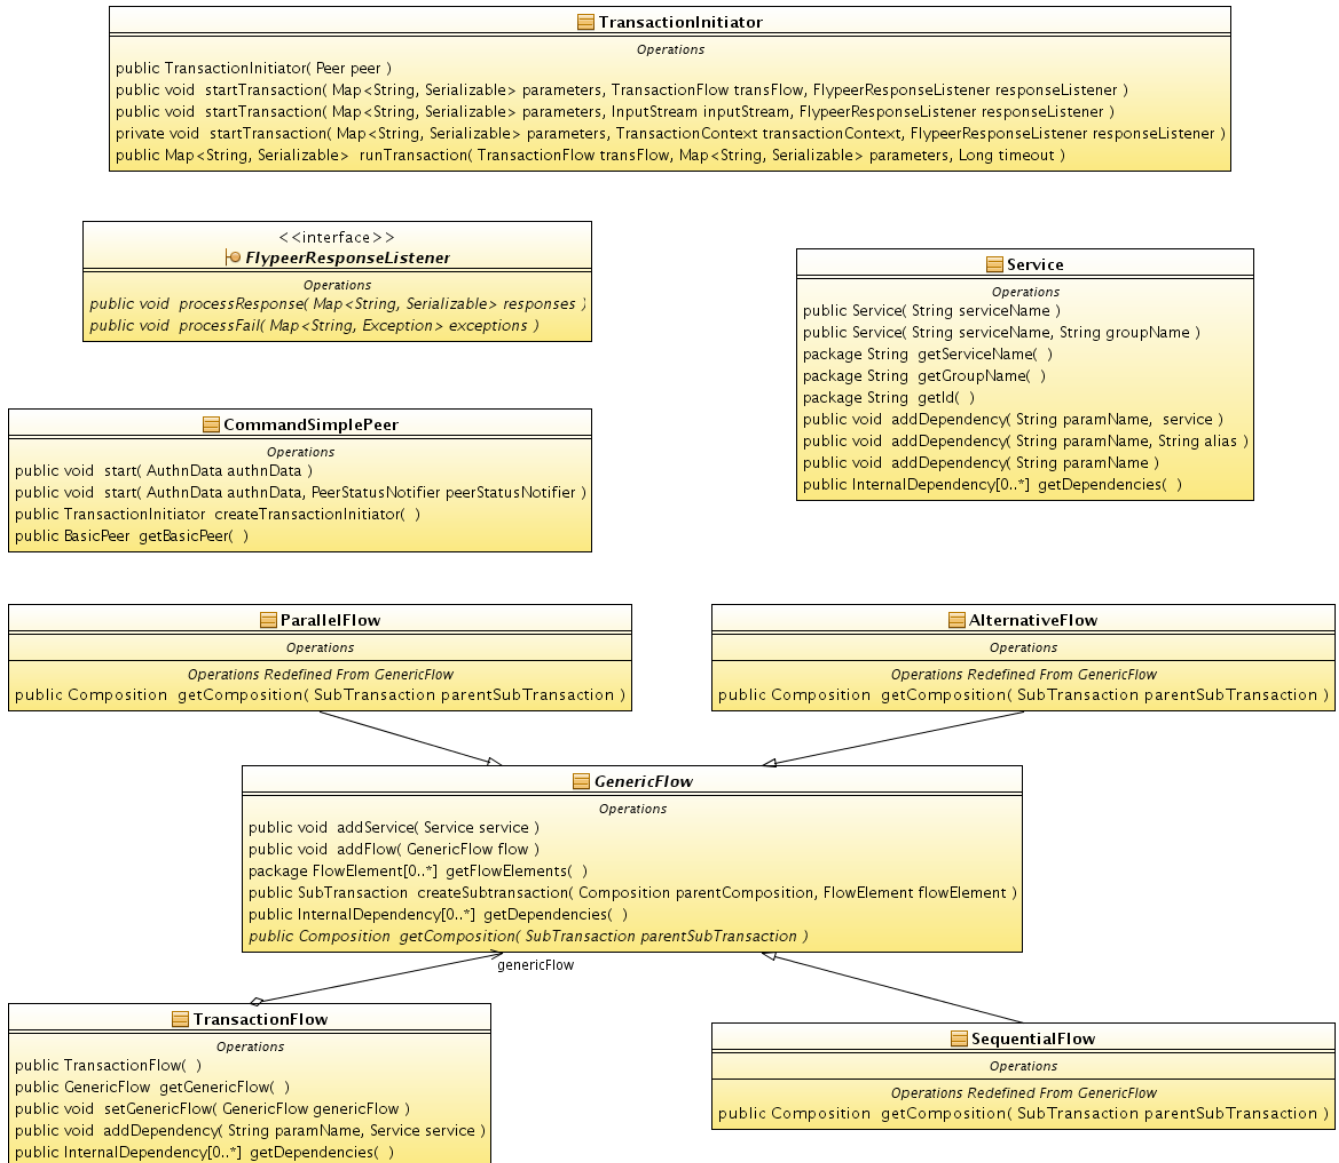 TransactionInitiator
Operations
public TransactionInitiator( Peer peer )
public void startTransaction( Map<String, Serializable> parameters, TransactionFlow transFlow, FlypeerResponseListener responseListener )
public void startTransaction( Map<String, Serializable> parameters, InputStream inputStream, FlypeerResponseListener responseListener )
private void startTransaction( Map<String, Serializable> parameters, TransactionContext transactionContext, FlypeerResponseListener responseListener )
public Map<String, Serializable> runTransaction( TransactionFlow transFlow, Map<String, Serializable> parameters, Long timeout )
<<interface>>
FlypeerResponseListener
Operations
public void processResponse( Map<String, Serializable> responses )
public void processFail( Map<String, Exception> exceptions )
Service
Operations
public Service( String serviceName )
public Service( String serviceName, String groupName )
package String getServiceName( )
package String getGroupName( )
package String getId( )
public void addDependency( String paramName, service )
public void addDependency( String paramName, String alias )
public void addDependency( String paramName )
public InternalDependency[0..*] getDependencies( )
CommandSimplePeer
Operations
public void start( AuthnData authnData )
public void start( AuthnData authnData, PeerStatusNotifier peerStatusNotifier )
public TransactionInitiator createTransactionInitiator( )
public BasicPeer getBasicPeer( )
ParallelFlow
Operations
Operations Redefined From GenericFlow
public Composition getComposition( SubTransaction parentSubTransaction )
AlternativeFlow
Operations
Operations Redefined From GenericFlow
public Composition getComposition( SubTransaction parentSubTransaction )
GenericFlow
Operations
public void addService( Service service )
public void addFlow( GenericFlow flow )
package FlowElement[0..*] getFlowElements( )
public SubTransaction createSubtransaction( Composition parentComposition, FlowElement flowElement )
public InternalDependency[0..*] getDependencies( )
public Composition getComposition( SubTransaction parentSubTransaction )
genericFlow
TransactionFlow
Operations
public TransactionFlow( )
public GenericFlow getGenericFlow( )
public void setGenericFlow( GenericFlow genericFlow )
public void addDependency( String paramName, Service service )
public InternalDependency[0..*] getDependencies( )
SequentialFlow
Operations
Operations Redefined From GenericFlow
public Composition getComposition( SubTransaction parentSubTransaction )